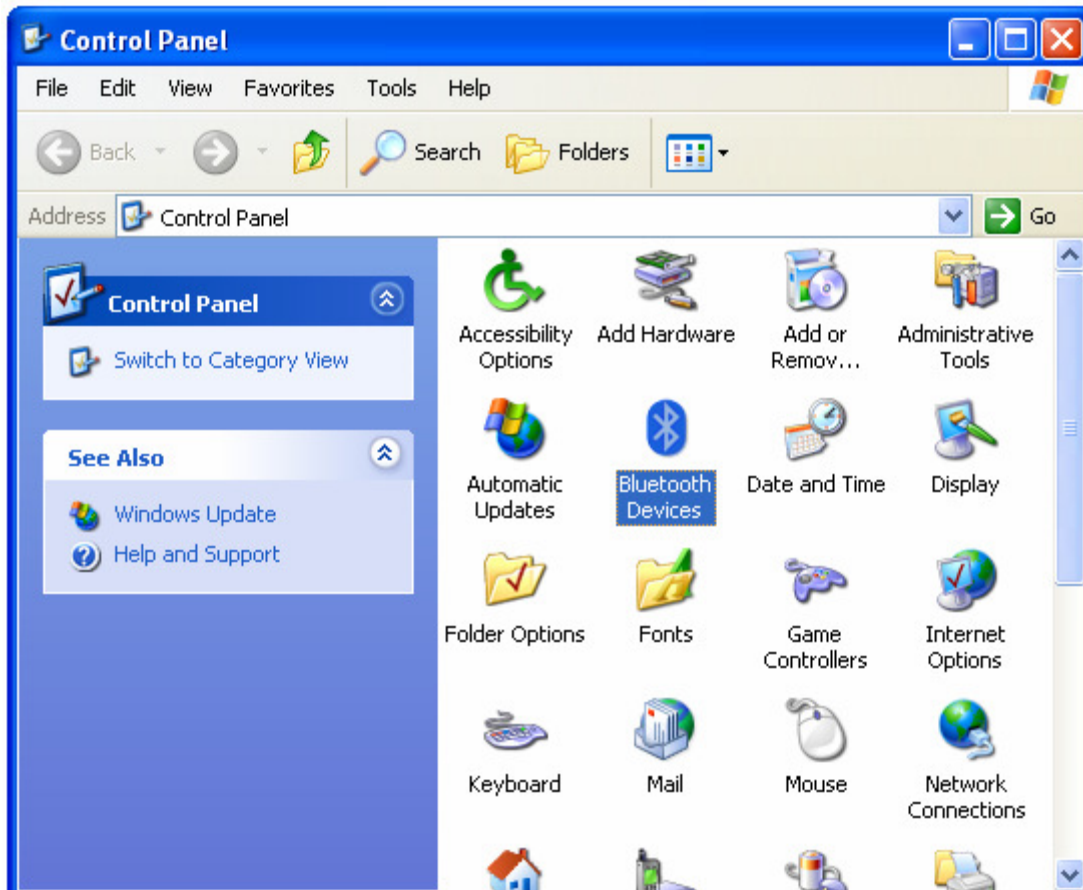 Control Panel
File Edit View Favorites Tools Help
Back Search Folders
Address Control Panel Go
Control Panel
Switch to Category View
See Also
Windows Update
Help and Support
Accessibility
Options
Add Hardware
Add or
Remov...
Administrative
Tools
Automatic
Updates
Bluetooth
Devices
Date and Time
Display
Folder Options
Fonts
Game
Controllers
Internet
Options
Keyboard
Mail
Mouse
Network
Connections